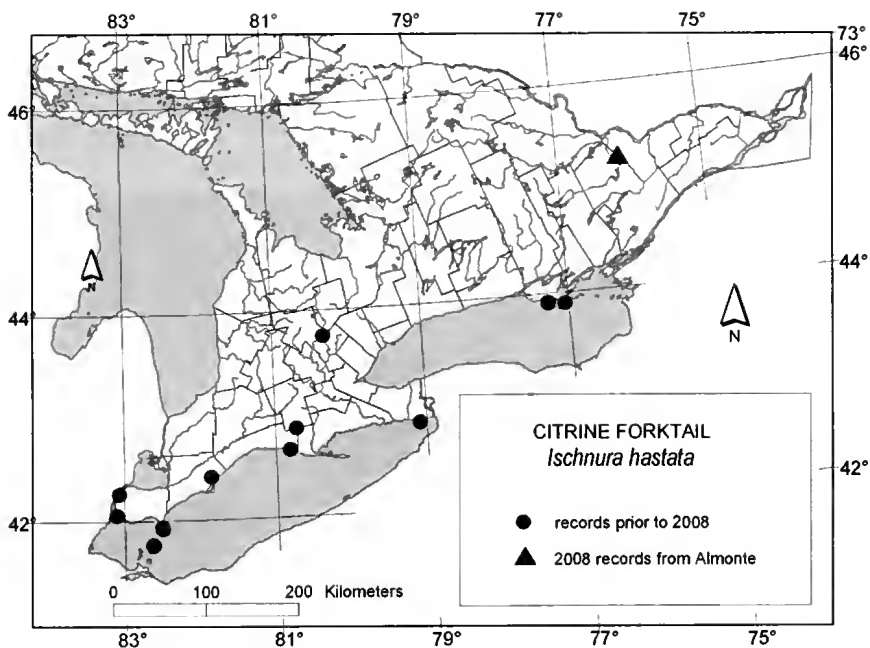 83° 81° 79° 77° 75° 73°
46°
46°
44°
44°
42°
42°
N
N
CITRINE FORKTAIL
Ischnura hastata
records prior to 2008
2008 records from Almonte
0 100 200 Kilometers
83° 81° 79° 77° 75°